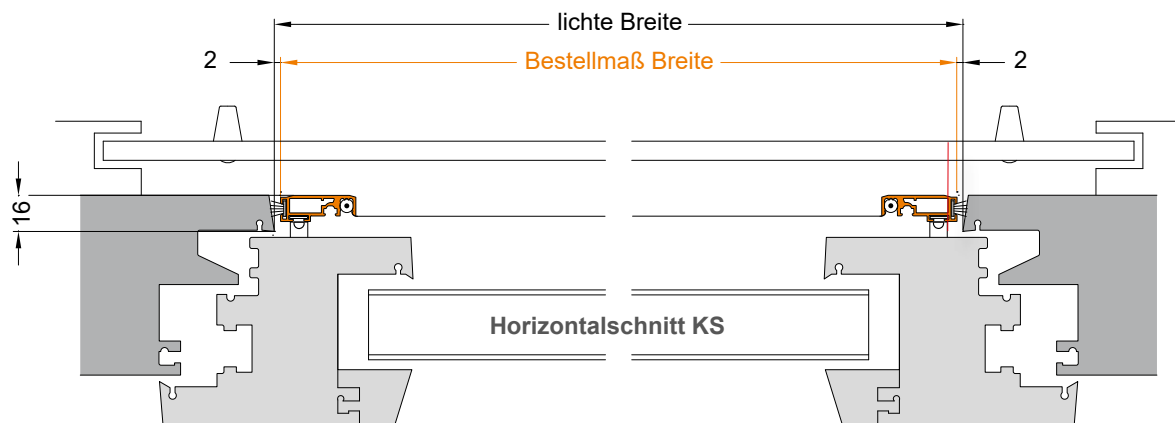 lichte Breite
2
Bestellmaß Breite
2
16
Horizontalschnitt KS